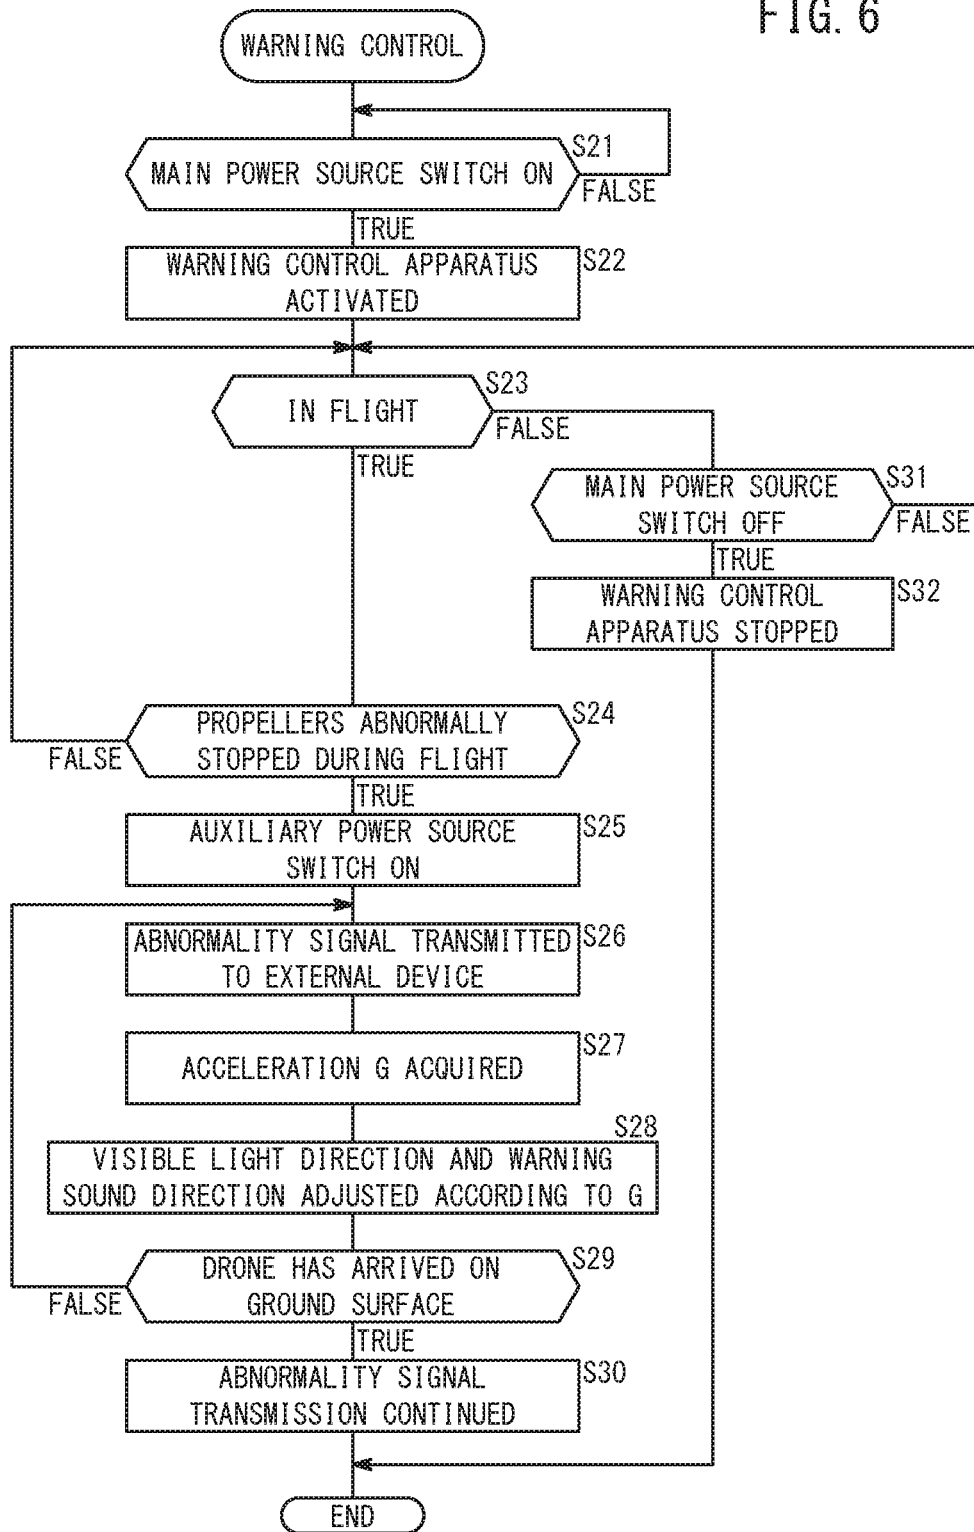 FIG. 6
WARNING CONTROL
S21
MAIN POWER SOURCE SWITCH ON
FALSE
TRUE
S22
WARNING CONTROL APPARATUS
ACTIVATED
S23
IN FLIGHT
FALSE
TRUE
S31
MAIN POWER SOURCE
SWITCH OFF
FALSE
TRUE
S32
WARNING CONTROL
APPARATUS STOPPED
S24
PROPELLERS ABNORMALLY
STOPPED DURING FLIGHT
FALSE
TRUE
S25
AUXILIARY POWER SOURCE
SWITCH ON
S26
ABNORMALITY SIGNAL TRANSMITTED
TO EXTERNAL DEVICE
S27
ACCELERATION G ACQUIRED
S28
VISIBLE LIGHT DIRECTION AND WARNING
SOUND DIRECTION ADJUSTED ACCORDING TO G
S29
DRONE HAS ARRIVED ON
GROUND SURFACE
FALSE
TRUE
S30
ABNORMALITY SIGNAL
TRANSMISSION CONTINUED
END